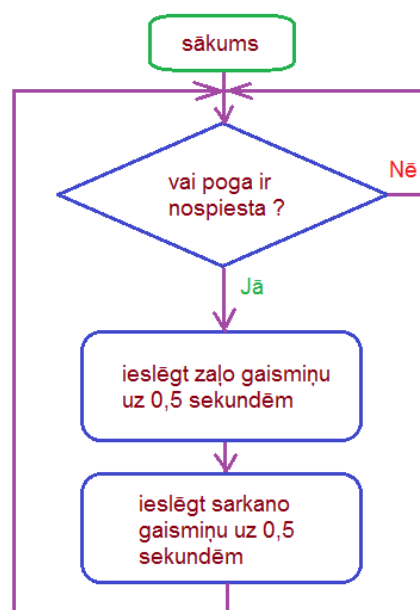 sākums
vai poga ir
nospiesta ?
Nē
Jā
ieslēgt zaļo gaismiņu
uz 0,5 sekundēm
ieslēgt sarkano
gaismiņu uz 0,5
sekundēm